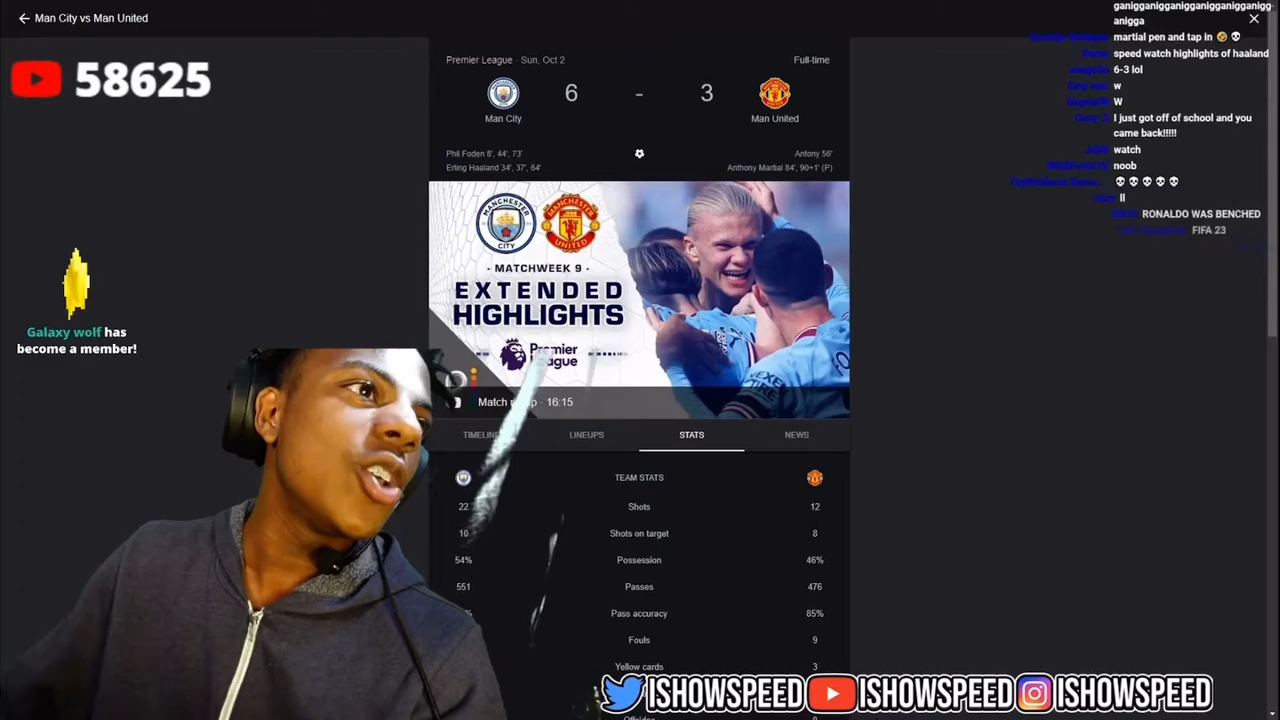 Man City vs Man United
58625
Galaxy wolf has
become a member!
Premier League · Sun, Oct 2
Full-time
6 - 3
Man City
Man United
Phil Foden 8', 44', 73'
Erling Haaland 34', 37', 64'
Antony 56'
Anthony Martial 84', 90+1' (P)
MANCHESTER
CITY
MANCHESTER
UNITED
- MATCHWEEK 9 -
EXTENDED
HIGHLIGHTS
Premier
League
Match · 16:15
TIMELINE
LINEUPS
STATS
NEWS
TEAM STATS
22 Shots 12
10 Shots on target 8
54% Possession 46%
551 Passes 476
Pass accuracy 85%
Fouls 9
Yellow cards 3
anigga
martial pen and tap in 🤣 💀
speed watch highlights of haaland
6-3 lol
w
W
I just got off of school and you
came back!!!!!
watch
noob
💀 💀 💀 💀 💀
ll
RONALDO WAS BENCHED
FIFA 23
ISHOWSPEED ISHOWSPEED ISHOWSPEED